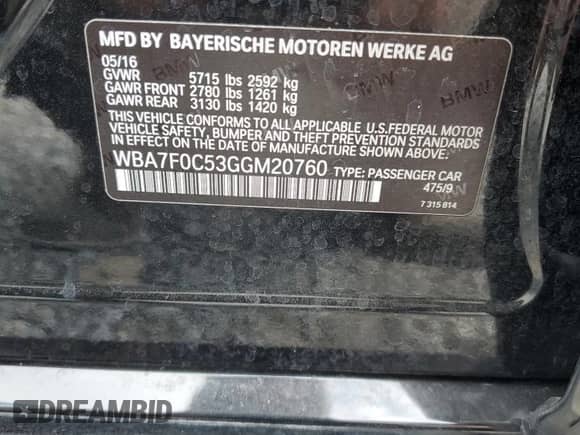 MFD BY BAYERISCHE MOTOREN WERKE AG
05/16
GVWR 5715 lbs 2592 kg
GAWR FRONT 2780 lbs 1261 kg
GAWR REAR 3130 lbs 1420 kg
THIS VEHICLE CONFORMS TO ALL APPLICABLE U.S.FEDERAL MOTOR
VEHICLE SAFETY, BUMPER AND THEFT PREVENTION STANDARDS
IN EFFECT ON THE DATE OF MANUFACTURE SHOWN ABOVE.
WBA7F0C53GGM20760 TYPE: PASSENGER CAR
475/9
7 315 814
BMW
BMW
BMW
DREAMBID